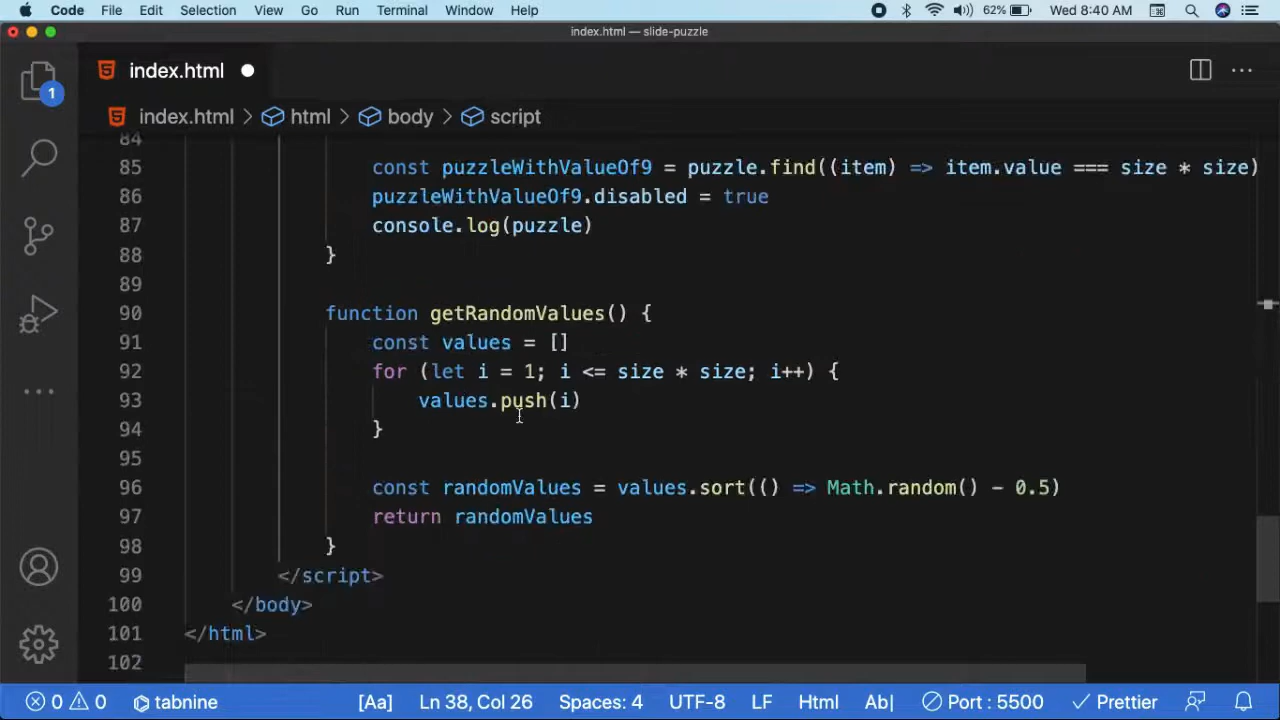 Code File Edit Selection View Go Run Terminal Window Help 62% Wed 8:40 AM
index.html — slide-puzzle
index.html
1
index.html > html > body > script
84
85 const puzzleWithValueOf9 = puzzle.find((item) => item.value === size * size)
86 puzzleWithValueOf9.disabled = true
87 console.log(puzzle)
88 }
89
90 function getRandomValues() {
91 const values = []
92 for (let i = 1; i <= size * size; i++) {
93 values.push(i)
94 }
95
96 const randomValues = values.sort(() => Math.random() - 0.5)
97 return randomValues
98 }
99 </script>
100 </body>
101 </html>
102
0 0 tabnine [Aa] Ln 38, Col 26 Spaces: 4 UTF-8 LF Html Ab| Port : 5500 Prettier